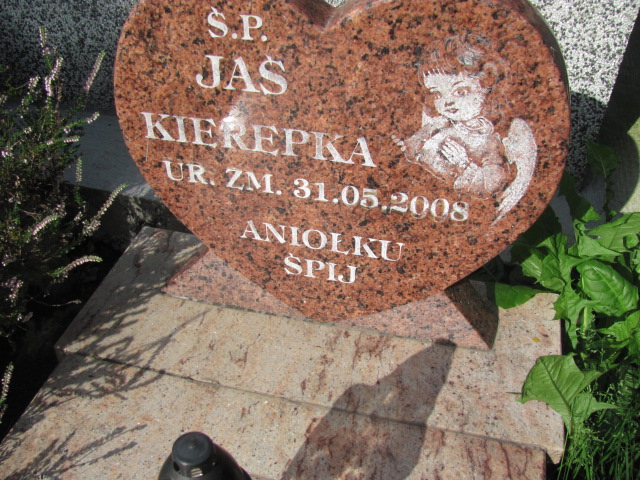 Ś.P.
JAŚ
KIEREPKA
UR. ZM. 31.05.2008
ANIOŁKU
ŚPIJ